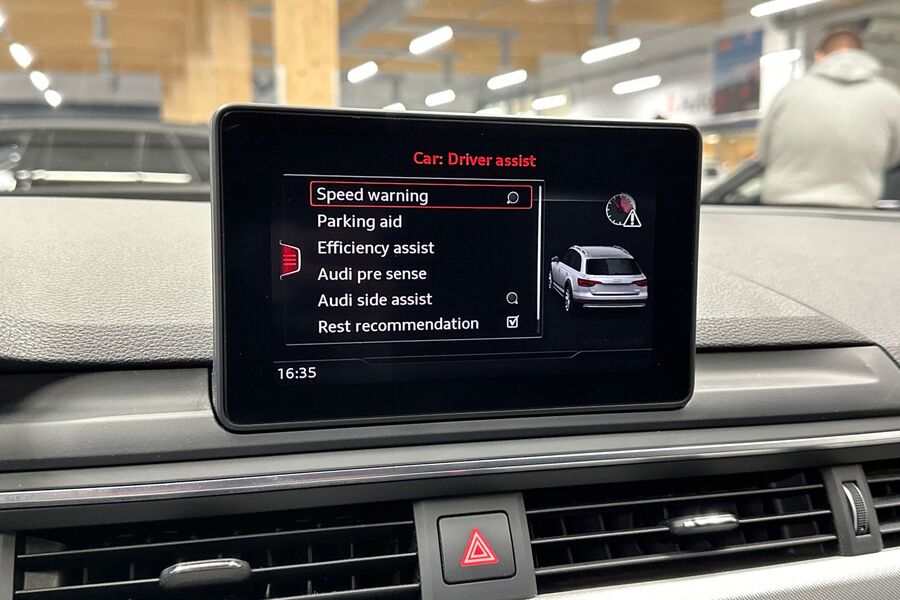 Car: Driver assist
Speed warning
Parking aid
Efficiency assist
Audi pre sense
Audi side assist
Rest recommendation
16:35